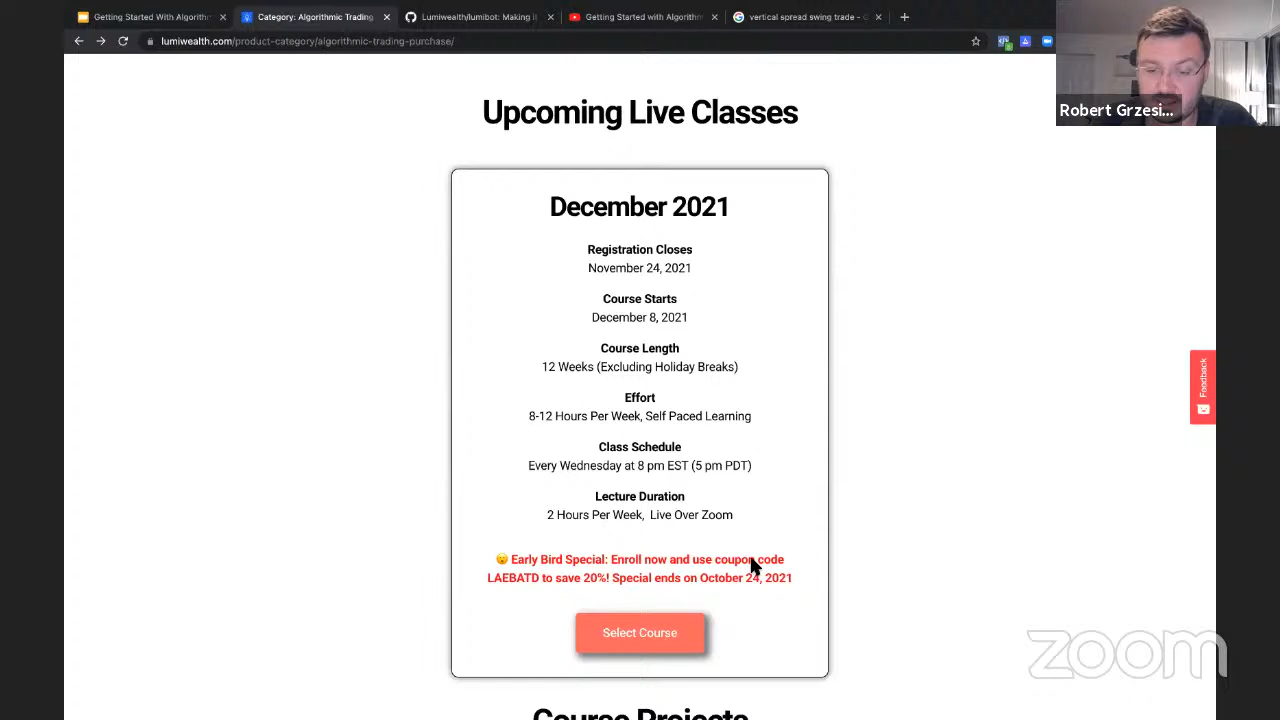 Getting Started With Algorithm
Category: Algorithmic Trading
Lumiwealth/lumibot: Making i
Getting Started with Algorithm
vertical spread swing trade - G
lumiwealth.com/product-category/algorithmic-trading-purchase/
Robert Grzesi...
Upcoming Live Classes
December 2021
Registration Closes
November 24, 2021
Course Starts
December 8, 2021
Course Length
12 Weeks (Excluding Holiday Breaks)
Effort
8-12 Hours Per Week, Self Paced Learning
Feedback
Class Schedule
Every Wednesday at 8 pm EST (5 pm PDT)
Lecture Duration
2 Hours Per Week, Live Over Zoom
😮 Early Bird Special: Enroll now and use coupon code
LAEBATD to save 20%! Special ends on October 24, 2021
Select Course
zoom
Course Projects